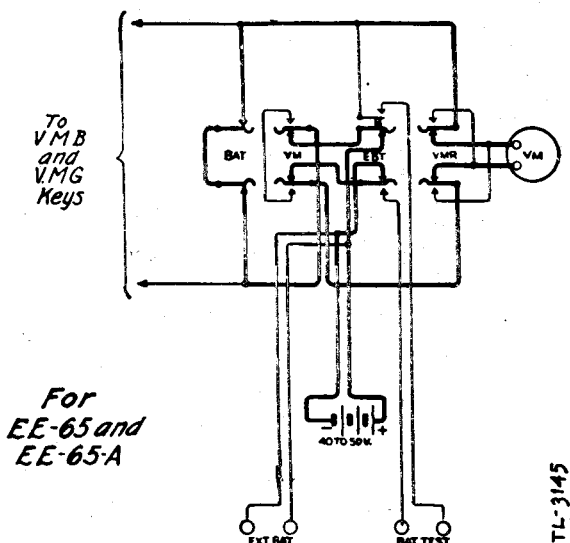 To
VMB
and
VMG
Keys
BAT
VM
EBT
VMR
VM
For
EE-65 and
EE-65-A
- 40 TO 50 V. +
EXT BAT
BAT TEST
TL-3145